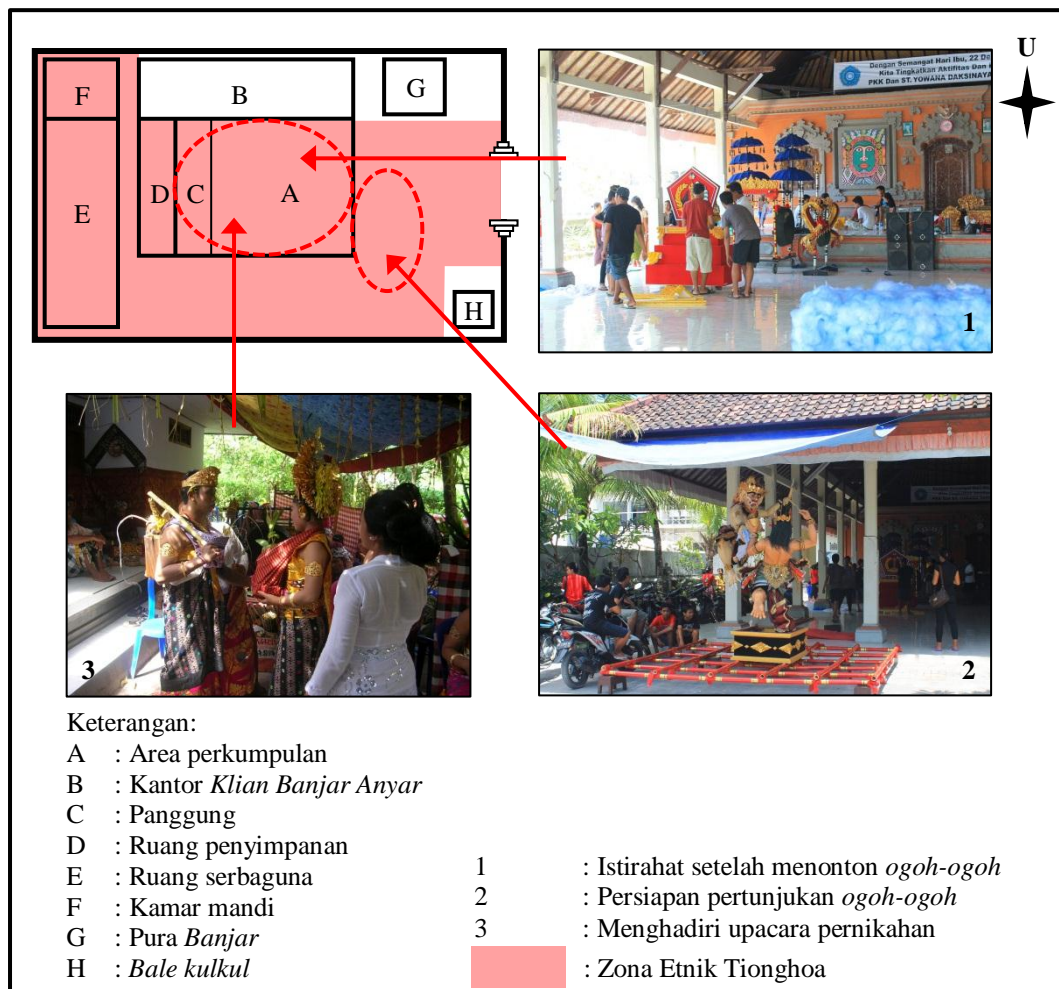 U
F
B
G
D
C
A
E
H
Dengan Semangat Hari Ibu, 22 De
Kita Tingkatkan Aktifitas Dan
PKK Dan ST. YOWANA DAKSINAYA
1
3
2
Keterangan:
A : Area perkumpulan
B : Kantor Klian Banjar Anyar
C : Panggung
D : Ruang penyimpanan
E : Ruang serbaguna
F : Kamar mandi
G : Pura Banjar
H : Bale kulkul
1 : Istirahat setelah menonton ogoh-ogoh
2 : Persiapan pertunjukan ogoh-ogoh
3 : Menghadiri upacara pernikahan
: Zona Etnik Tionghoa